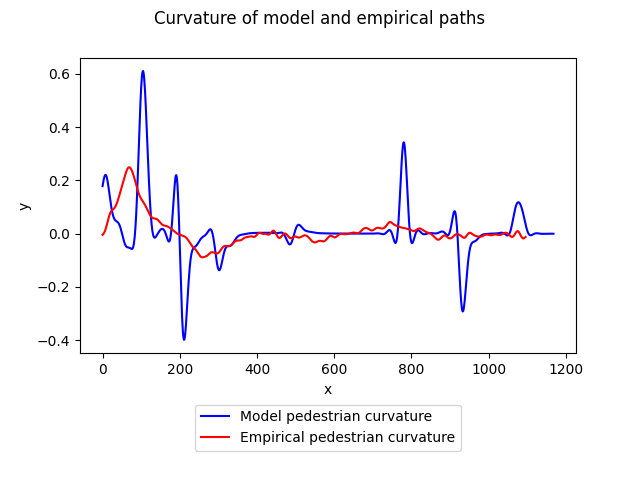 Curvature of model and empirical paths
0.6
0.4
0.2
0.0
−0.2
−0.4
y
0 200 400 600 800 1000 1200
x
Model pedestrian curvature
Empirical pedestrian curvature